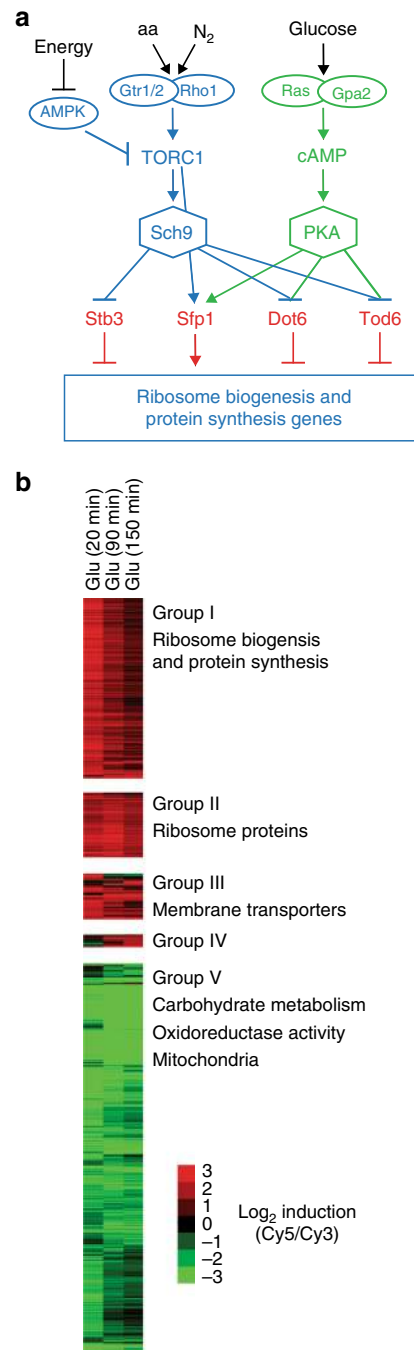 a
aa
N2
Glucose
Energy
Gtr1/2
Rho1
Ras
Gpa2
AMPK
TORC1
cAMP
Sch9
PKA
Stb3
Sfp1
Dot6
Tod6
Ribosome biogenesis and
protein synthesis genes
b
Glu (20 min)
Glu (90 min)
Glu (150 min)
Group I
Ribosome biogensis
and protein synthesis
Group II
Ribosome proteins
Group III
Membrane transporters
Group IV
Group V
Carbohydrate metabolism
Oxidoreductase activity
Mitochondria
3
2
1
0
–1
–2
–3
Log2 induction
(Cy5/Cy3)